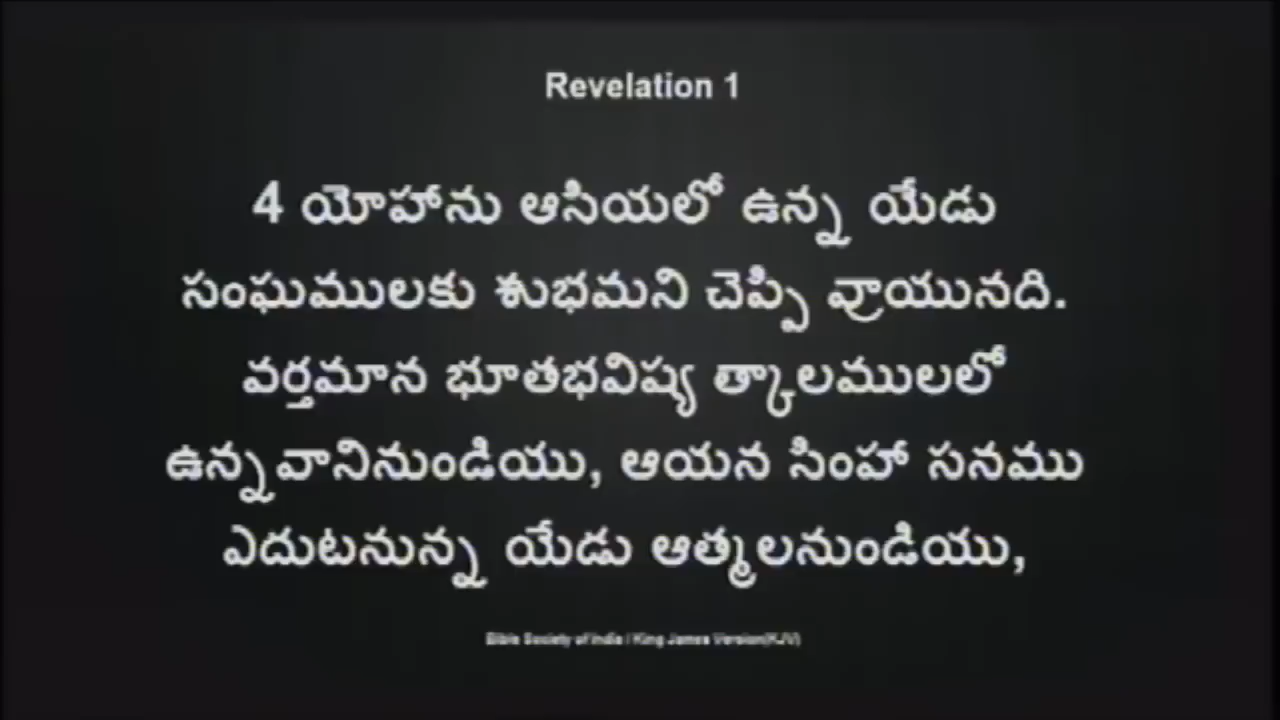 Revelation 1
4 యోహాను ఆసియలో ఉన్న యేడు
సంఘములకు శుభమని చెప్పి వ్రాయునది.
వర్తమాన భూతభవిష్య త్కాలములలో
ఉన్నవానినుండియు, ఆయన సింహా సనము
ఎదుటనున్న యేడు ఆత్మలనుండియు,
Bible Society of India / King James Version(KJV)